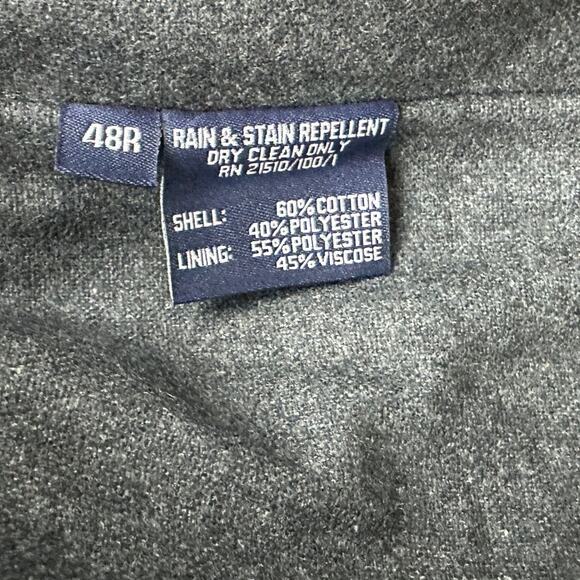 48R
RAIN & STAIN REPELLENT
DRY CLEAN ONLY
RN 21510/100/1
SHELL: 60% COTTON
40% POLYESTER
LINING: 55% POLYESTER
45% VISCOSE